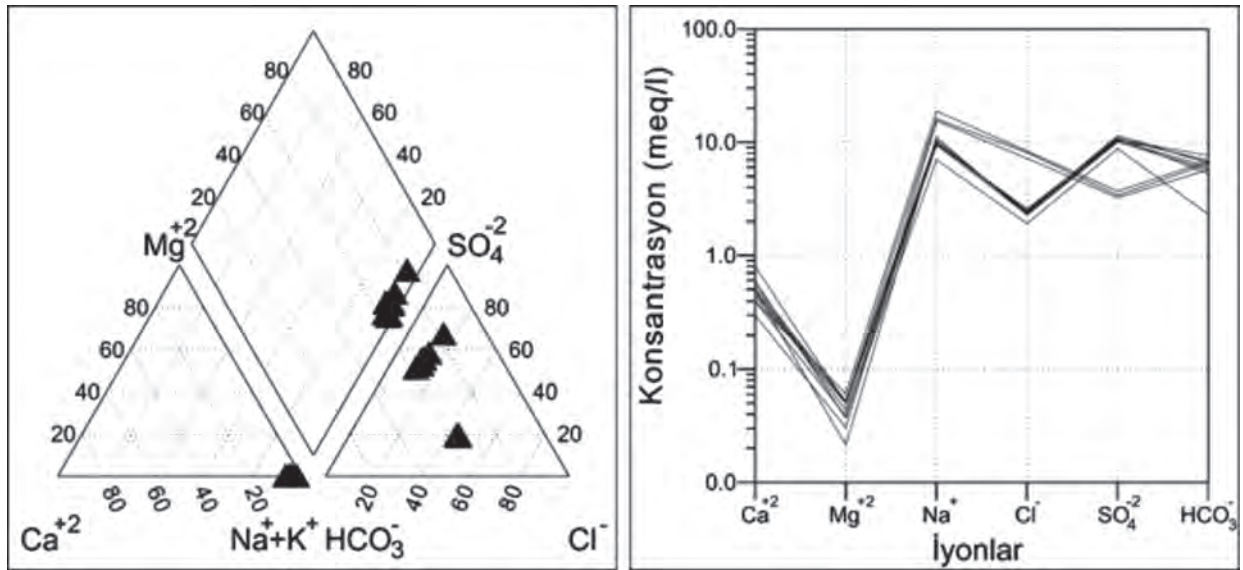 80 80
60 60
40 40
20 20
Mg+2 SO4-2
80 80
60 60
40 40
20 20
80 60 40 20 20 40 60 80
Ca+2 Na++K+ HCO3- Cl-
Konsantrasyon (meq/l)
100.0
10.0
1.0
0.1
0.0
Ca+2 Mg+2 Na+ Cl- SO4-2 HCO3-
İyonlar